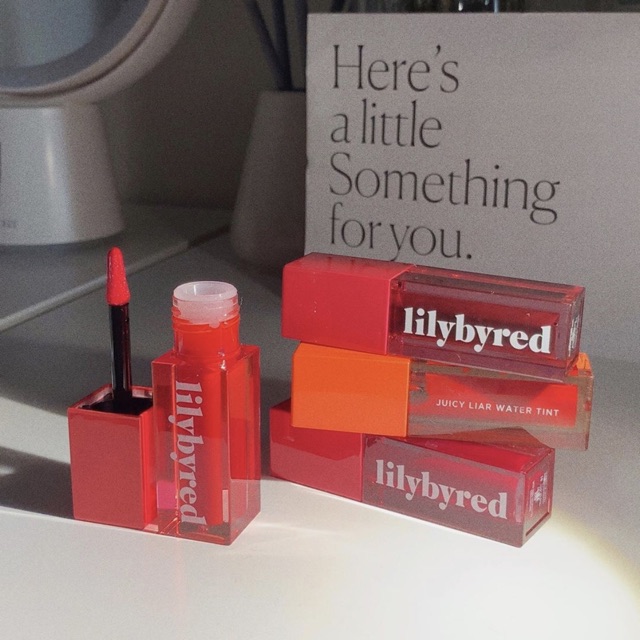 Here's
a little
Something
for you.
lilybyred
JUICY LIAR WATER TINT
lilybyred
lilybyred